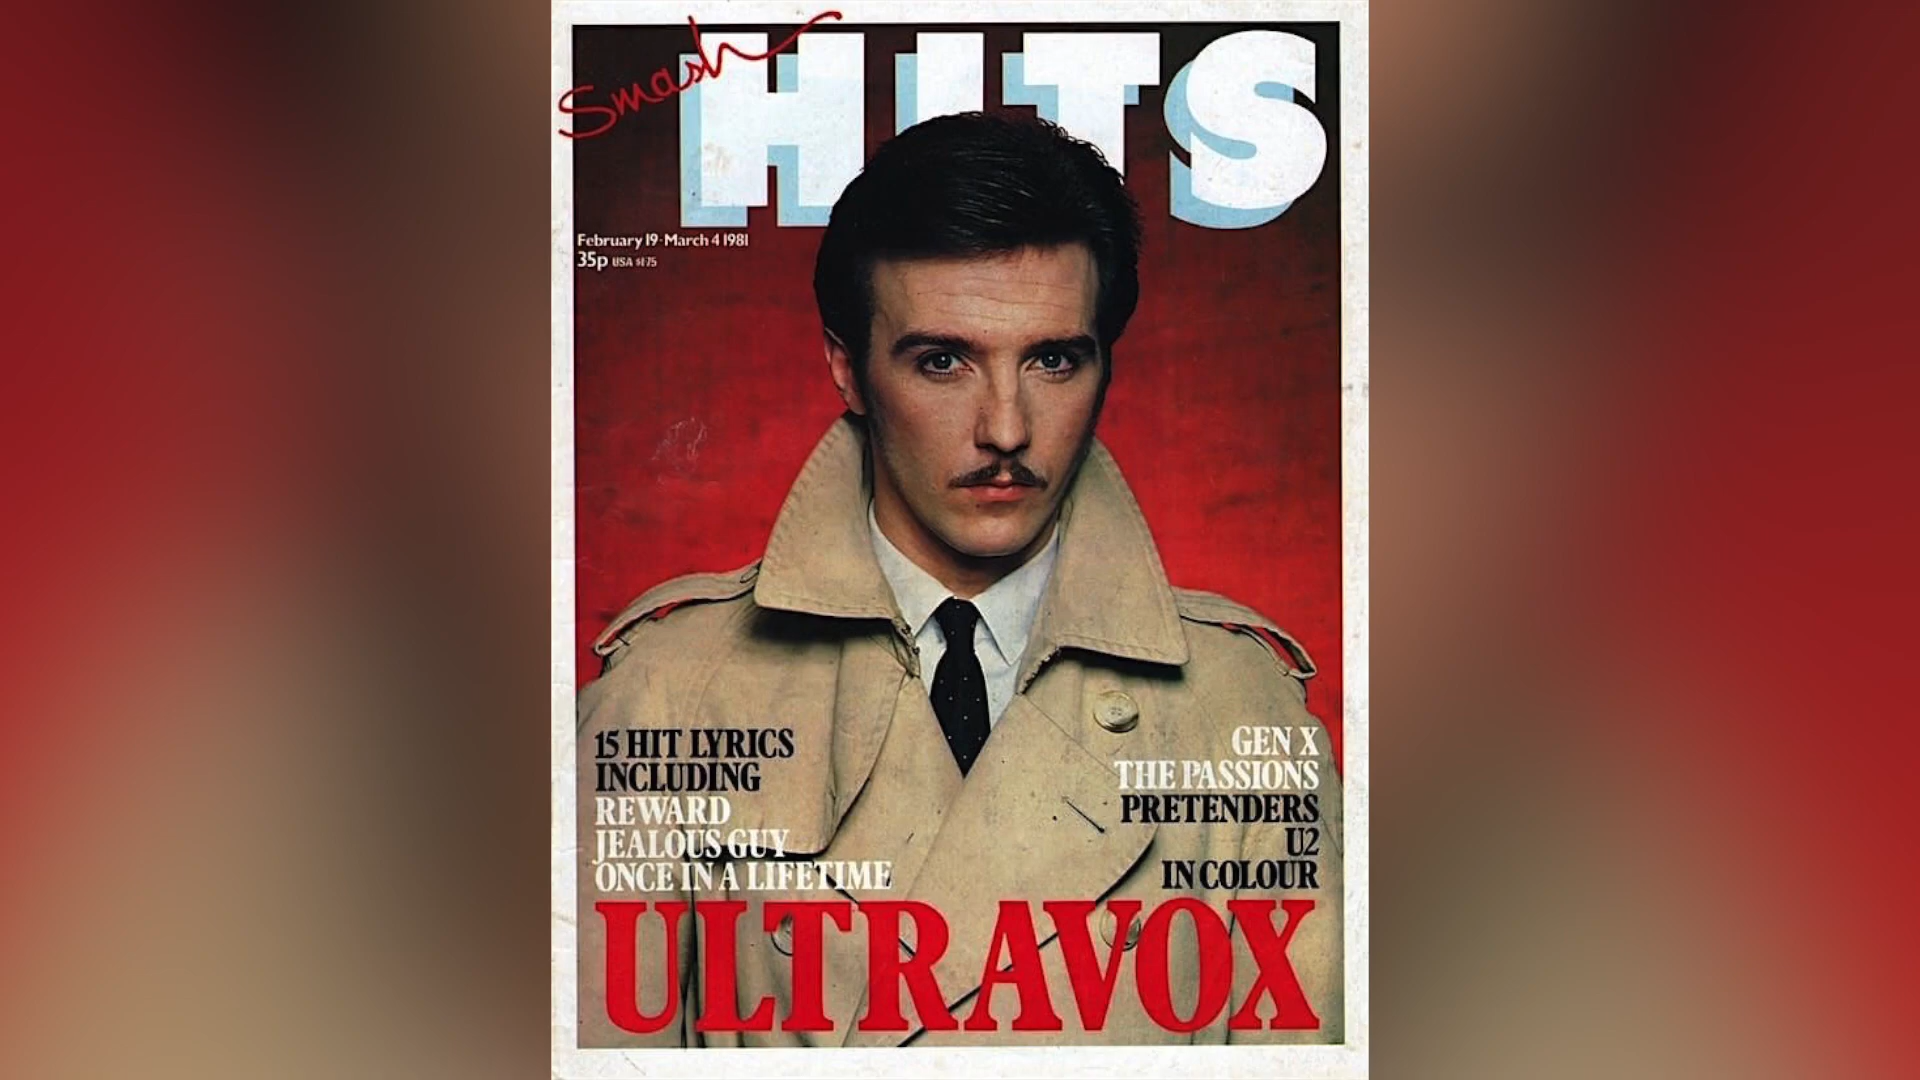 Smash
HITS
February 19-March 4 1981
35p USA $1.75
15 HIT LYRICS
INCLUDING
REWARD
JEALOUS GUY
ONCE IN A LIFETIME
GEN X
THE PASSIONS
PRETENDERS
U2
IN COLOUR
ULTRAVOX